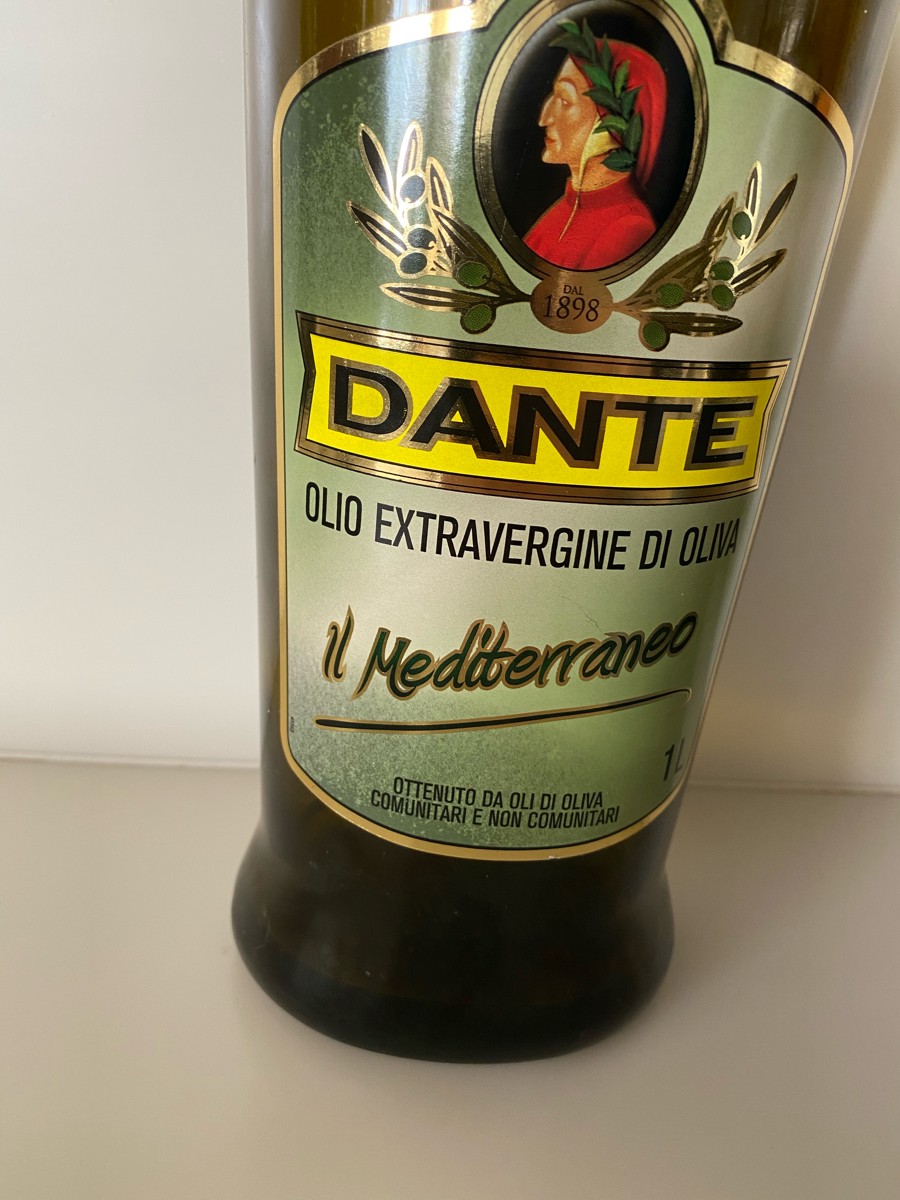 DAL
1898
DANTE
OLIO EXTRAVERGINE DI OLIVA
il Mediterraneo
1L
OTTENUTO DA OLI DI OLIVA
COMUNITARI E NON COMUNITARI